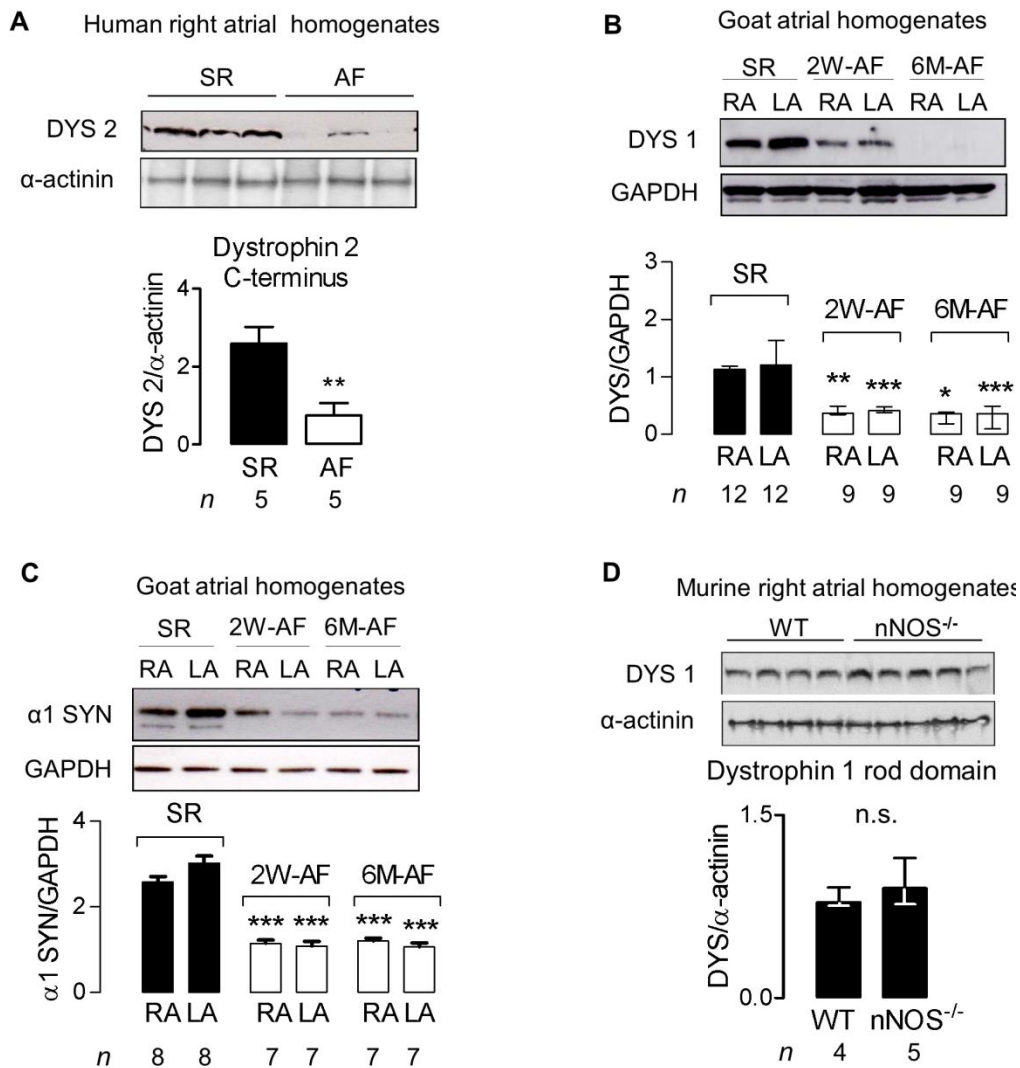 A
Human right atrial homogenates
SR AF
DYS 2
α-actinin
Dystrophin 2
C-terminus
DYS 2/α-actinin
4
2
0
**
SR AF
n 5 5
B
Goat atrial homogenates
SR 2W-AF 6M-AF
RA LA RA LA RA LA
DYS 1
GAPDH
DYS/GAPDH
3
2
1
0
SR
2W-AF 6M-AF
** *** * ***
RA LA RA LA RA LA
n 12 12 9 9 9 9
C
Goat atrial homogenates
SR 2W-AF 6M-AF
RA LA RA LA RA LA
α1 SYN
GAPDH
α1 SYN/GAPDH
4
2
0
SR
2W-AF 6M-AF
*** *** *** ***
RA LA RA LA RA LA
n 8 8 7 7 7 7
D
Murine right atrial homogenates
WT nNOS-/-
DYS 1
α-actinin
Dystrophin 1 rod domain
DYS/α-actinin
1.5
0.0
n.s.
WT nNOS-/-
n 4 5